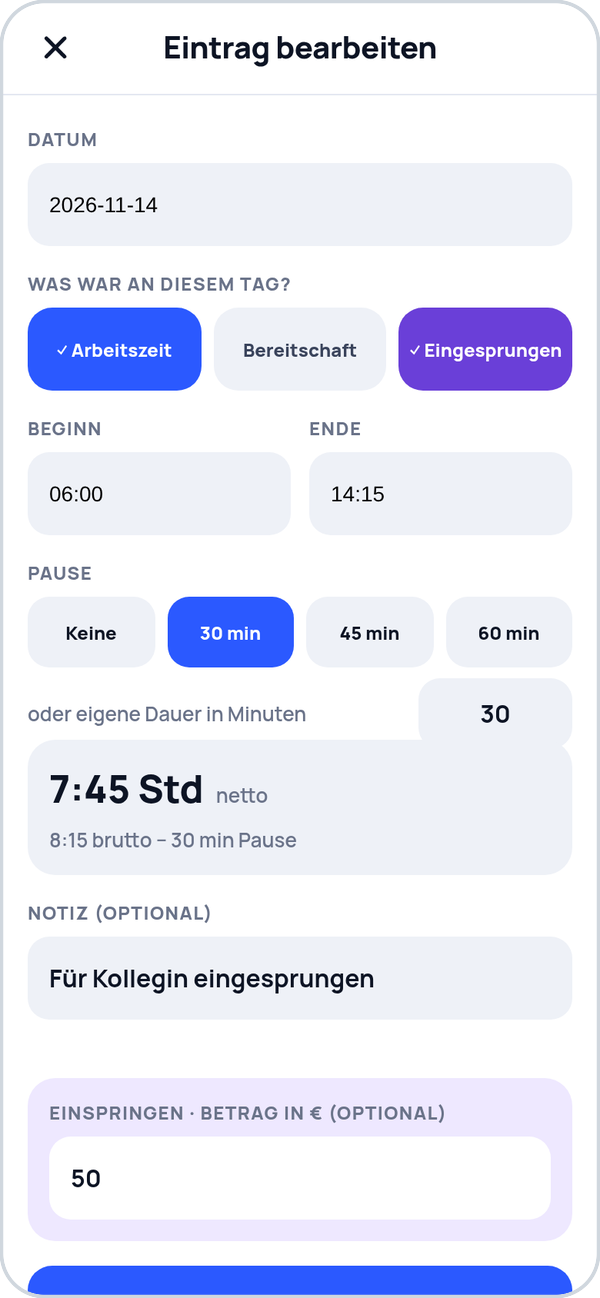 Eintrag bearbeiten
DATUM
2026-11-14
WAS WAR AN DIESEM TAG?
✓ Arbeitszeit
Bereitschaft
✓ Eingesprungen
BEGINN
ENDE
06:00
14:15
PAUSE
Keine
30 min
45 min
60 min
oder eigene Dauer in Minuten
30
7:45 Std netto
8:15 brutto – 30 min Pause
NOTIZ (OPTIONAL)
Für Kollegin eingesprungen
EINSPRINGEN · BETRAG IN € (OPTIONAL)
50